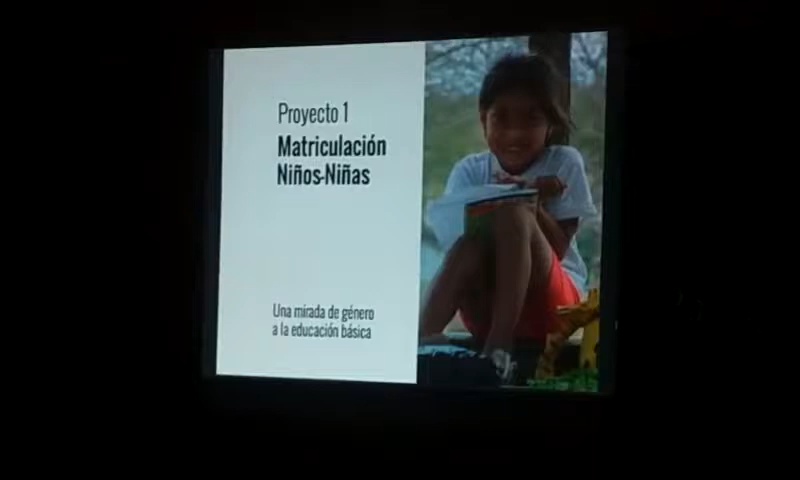 Proyecto 1
Matriculación
Niños-Niñas
Una mirada de género
a la educación básica